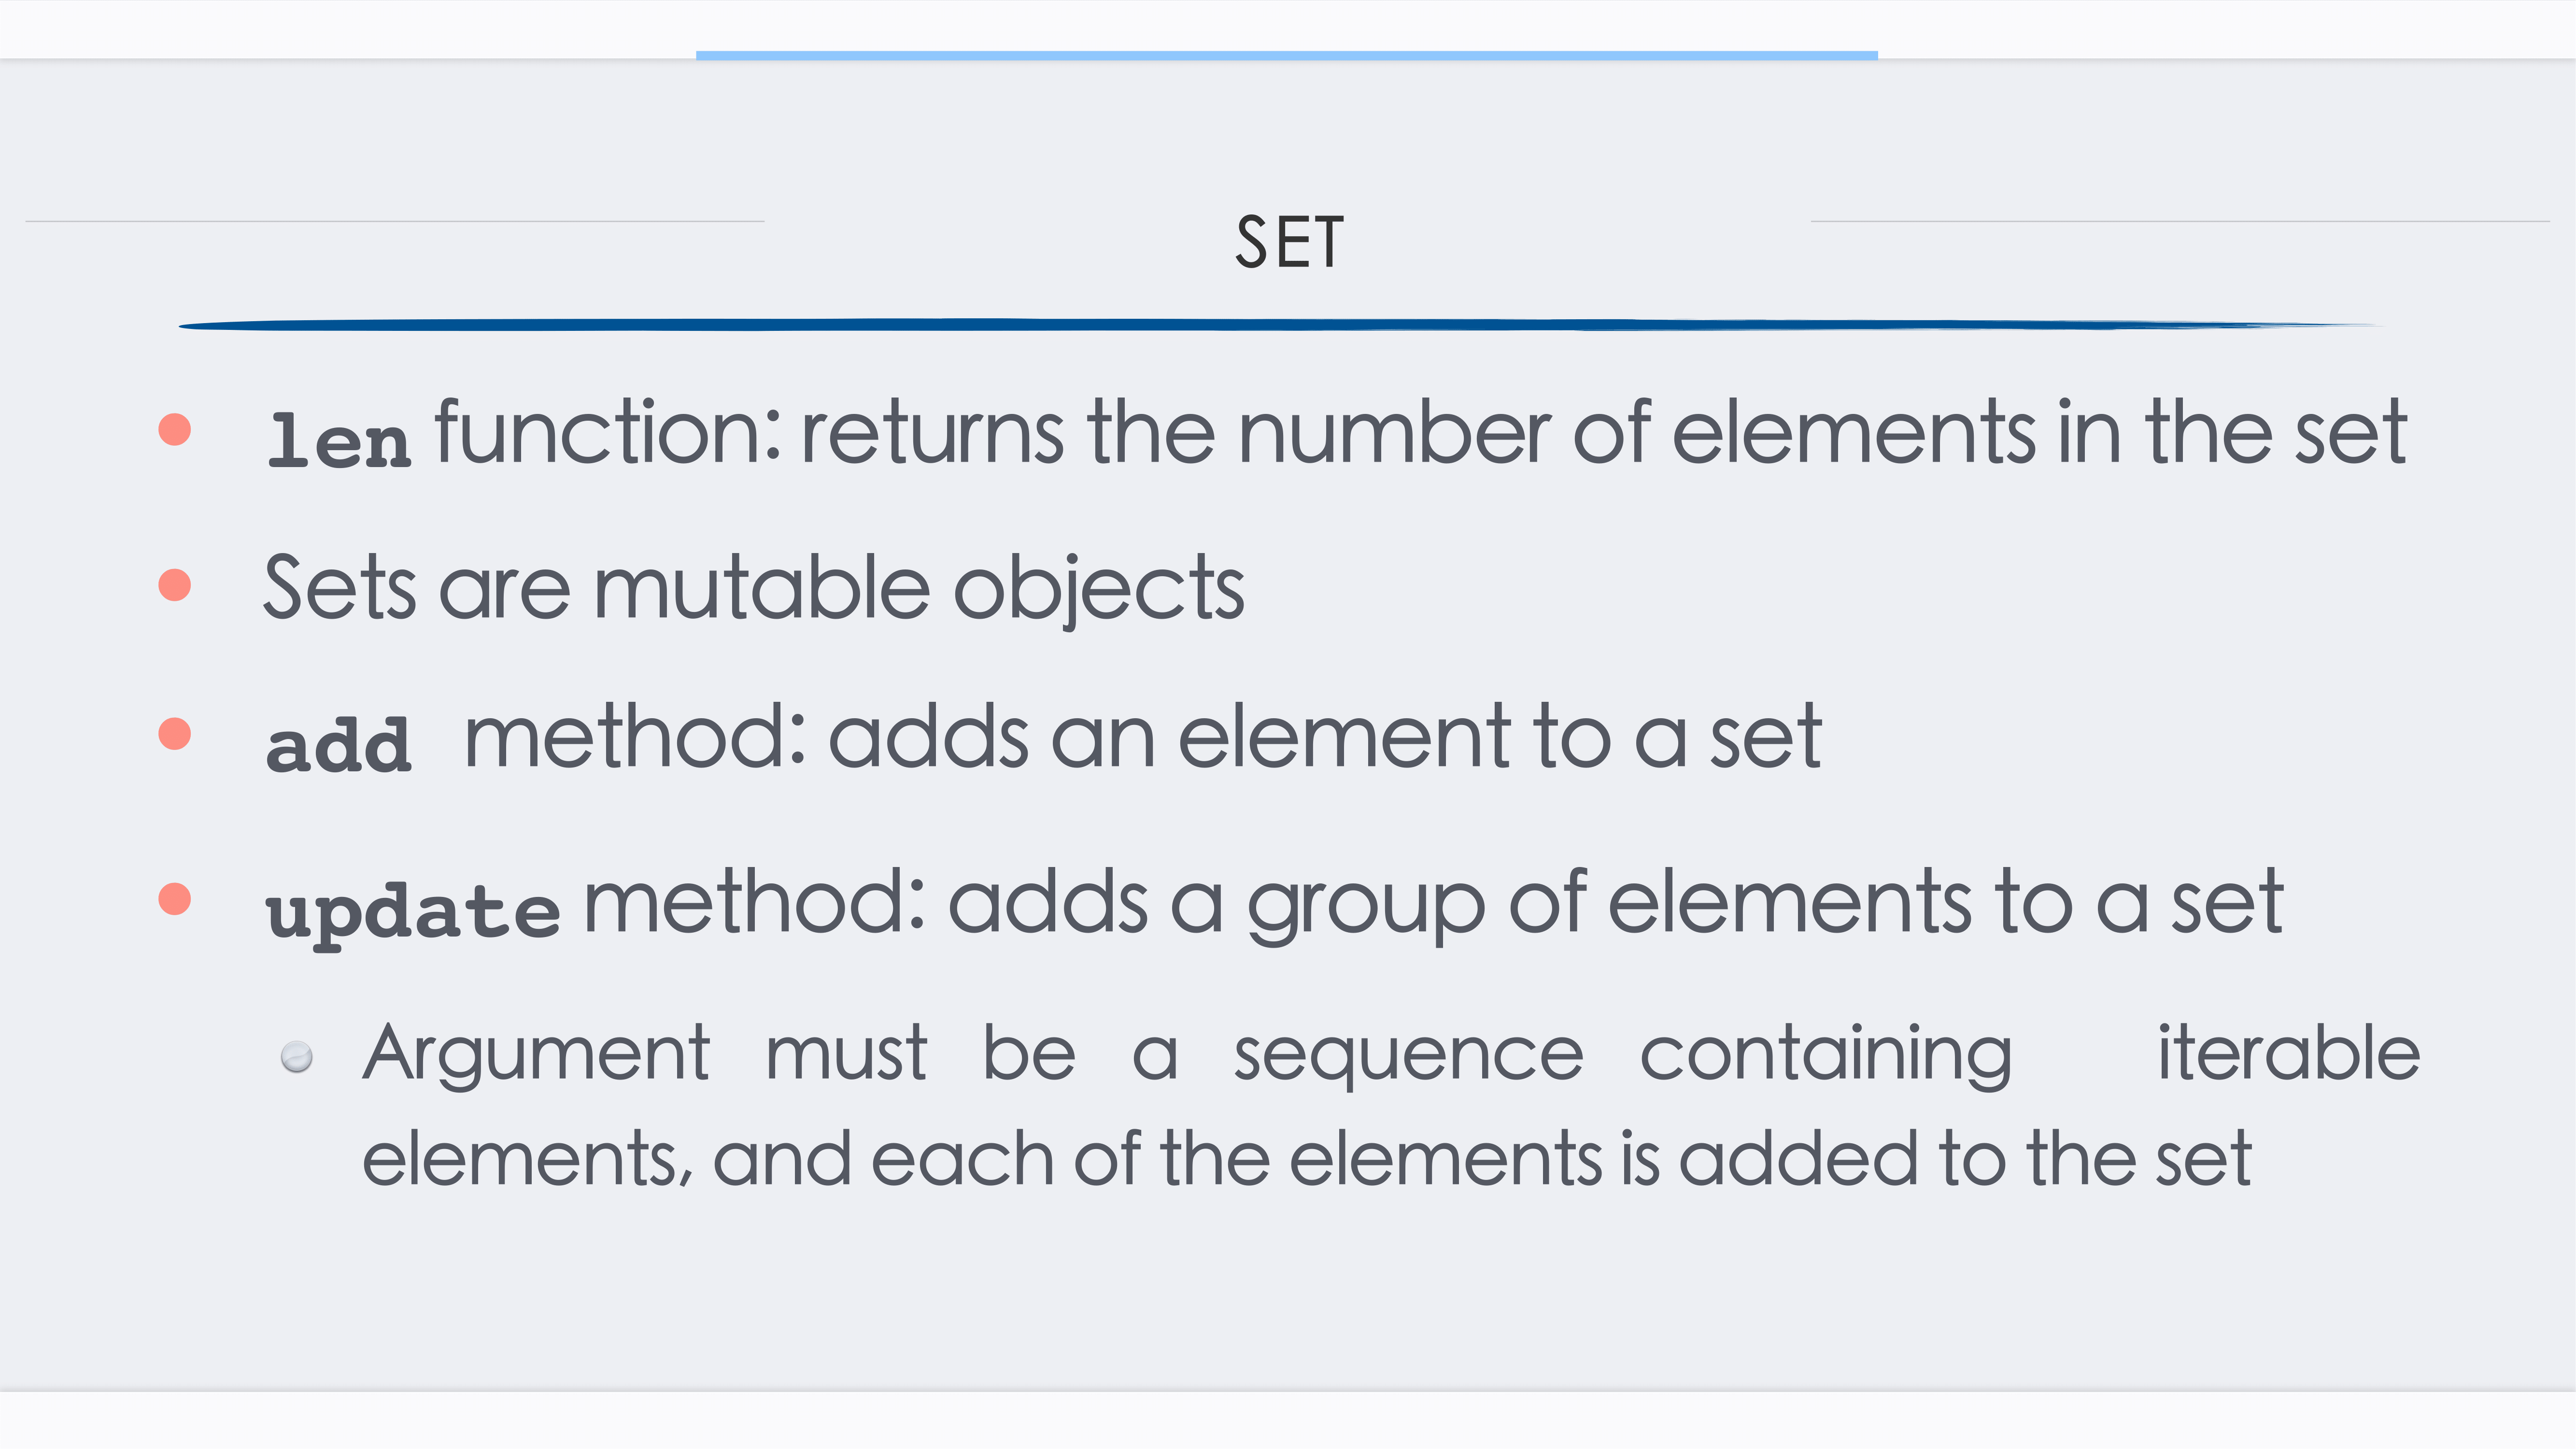 SET
len function: returns the number of elements in the set
Sets are mutable objects
add method: adds an element to a set
update method: adds a group of elements to a set
Argument must be a sequence containing iterable
elements, and each of the elements is added to the set